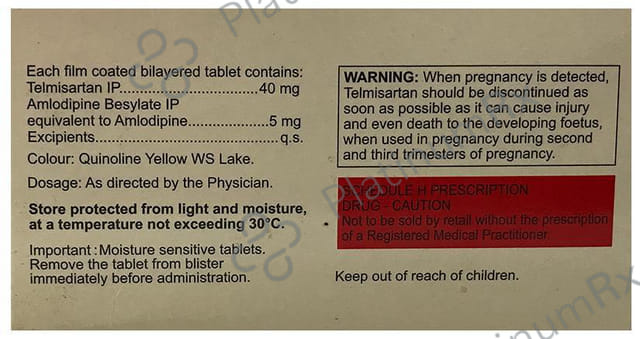 Each film coated bilayered tablet contains:
Telmisartan IP..................................40 mg
Amlodipine Besylate IP
equivalent to Amlodipine.....................5 mg
Excipients..........................................q.s.
Colour: Quinoline Yellow WS Lake.
Dosage: As directed by the Physician.
Store protected from light and moisture,
at a temperature not exceeding 30°C.
Important : Moisture sensitive tablets.
Remove the tablet from blister
immediately before administration.
WARNING: When pregnancy is detected,
Telmisartan should be discontinued as
soon as possible as it can cause injury
and even death to the developing foetus,
when used in pregnancy during second
and third trimesters of pregnancy.
SCHEDULE H PRESCRIPTION
DRUG - CAUTION
Not to be sold by retail without the prescription
of a Registered Medical Practitioner.
Keep out of reach of children.
PlatinumRx